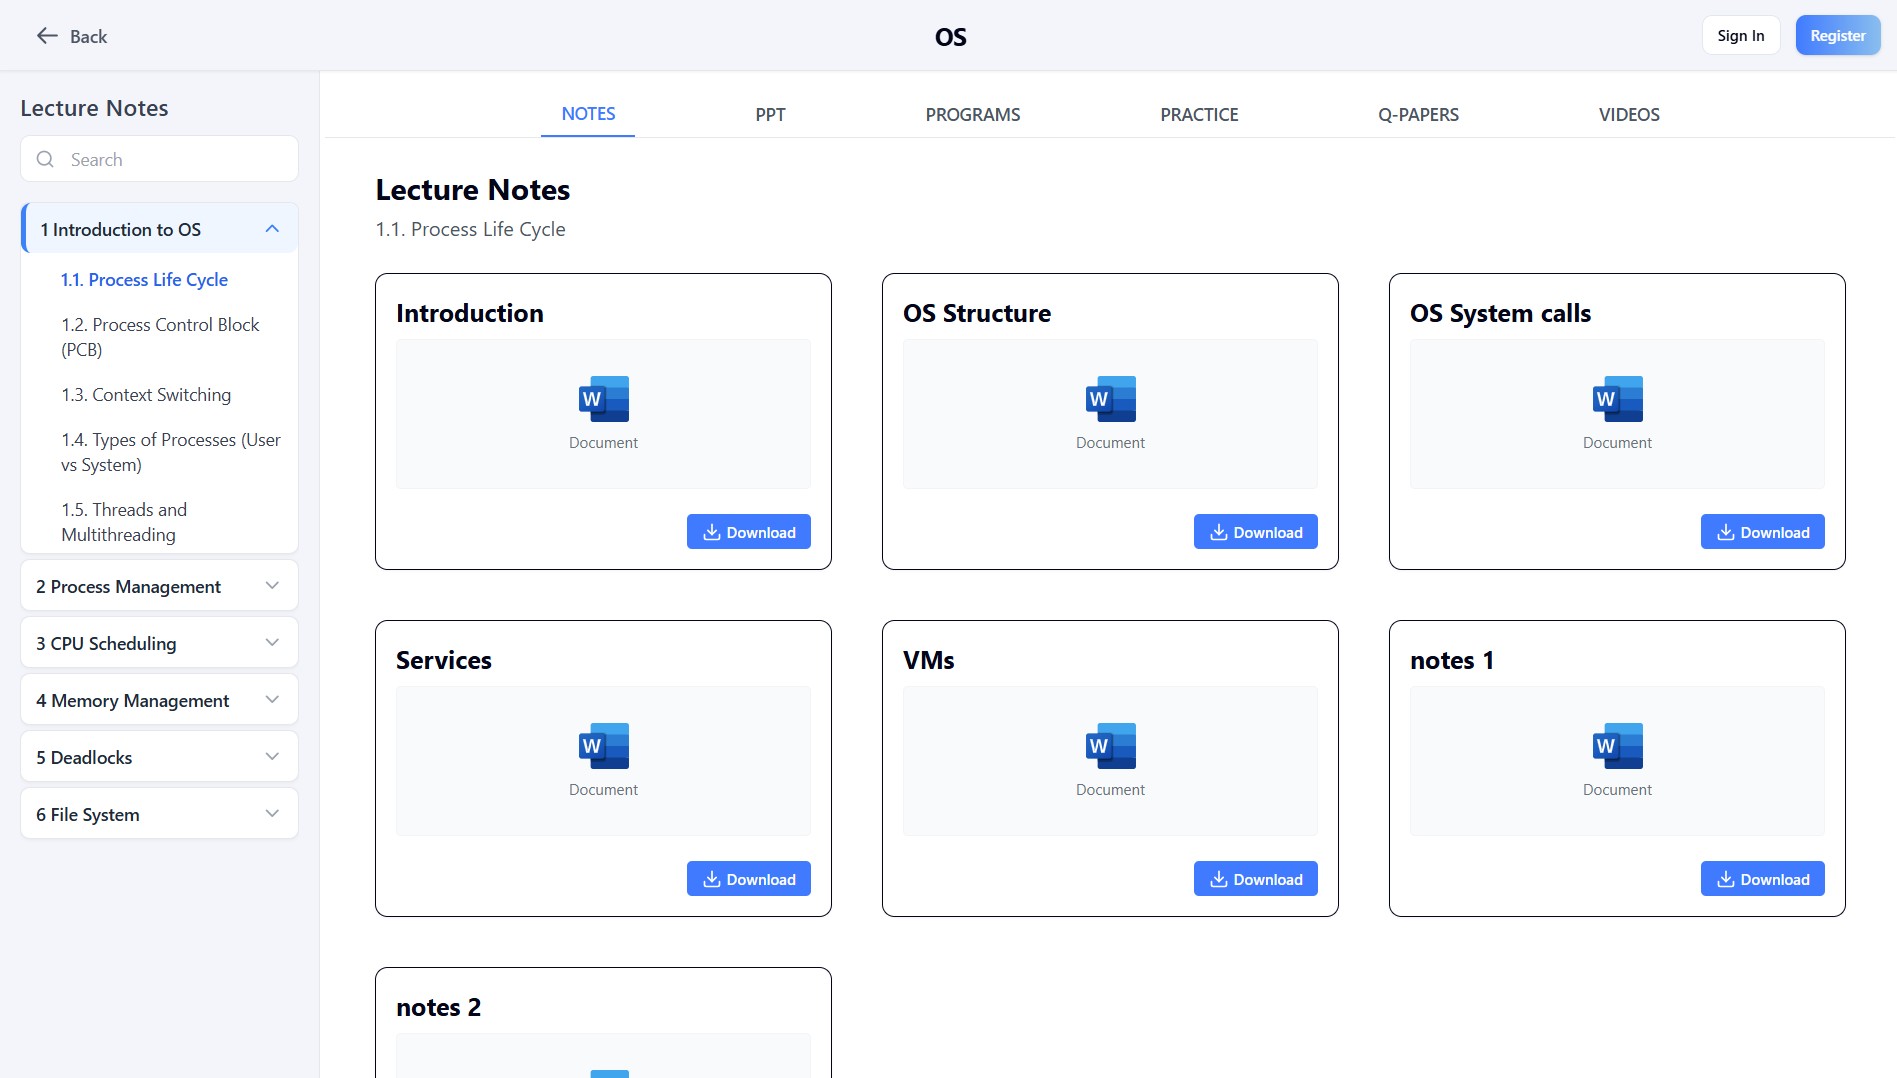 Back
OS
Sign In
Register
Lecture Notes
Search
1 Introduction to OS
1.1. Process Life Cycle
1.2. Process Control Block
(PCB)
1.3. Context Switching
1.4. Types of Processes (User
vs System)
1.5. Threads and
Multithreading
2 Process Management
3 CPU Scheduling
4 Memory Management
5 Deadlocks
6 File System
NOTES
PPT
PROGRAMS
PRACTICE
Q-PAPERS
VIDEOS
Lecture Notes
1.1. Process Life Cycle
Introduction
W
Document
Download
OS Structure
W
Document
Download
OS System calls
W
Document
Download
Services
W
Document
Download
VMs
W
Document
Download
notes 1
W
Document
Download
notes 2